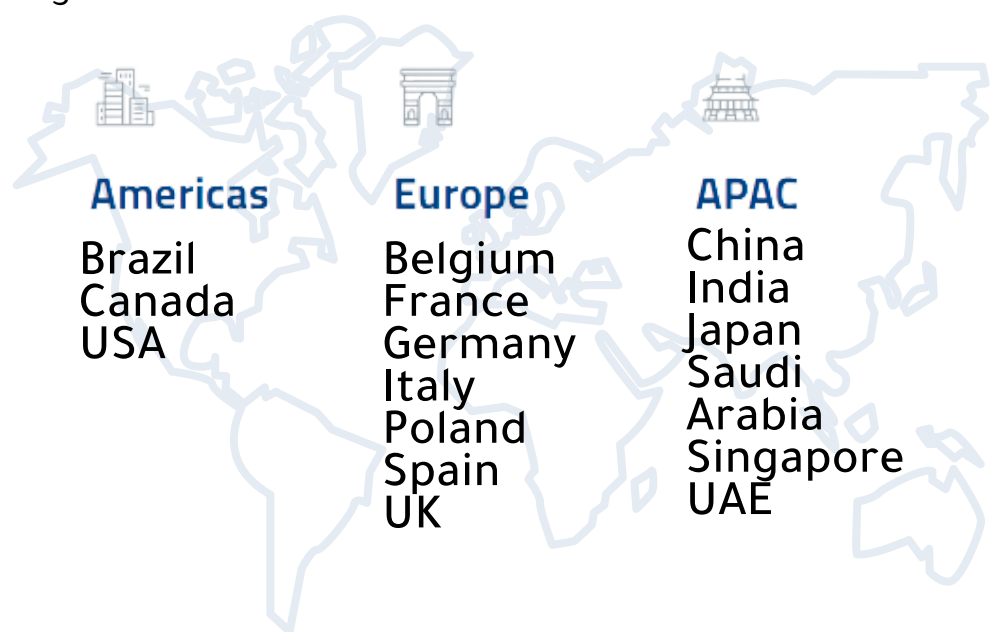 Americas
Brazil
Canada
USA
Europe
Belgium
France
Germany
Italy
Poland
Spain
UK
APAC
China
India
Japan
Saudi
Arabia
Singapore
UAE